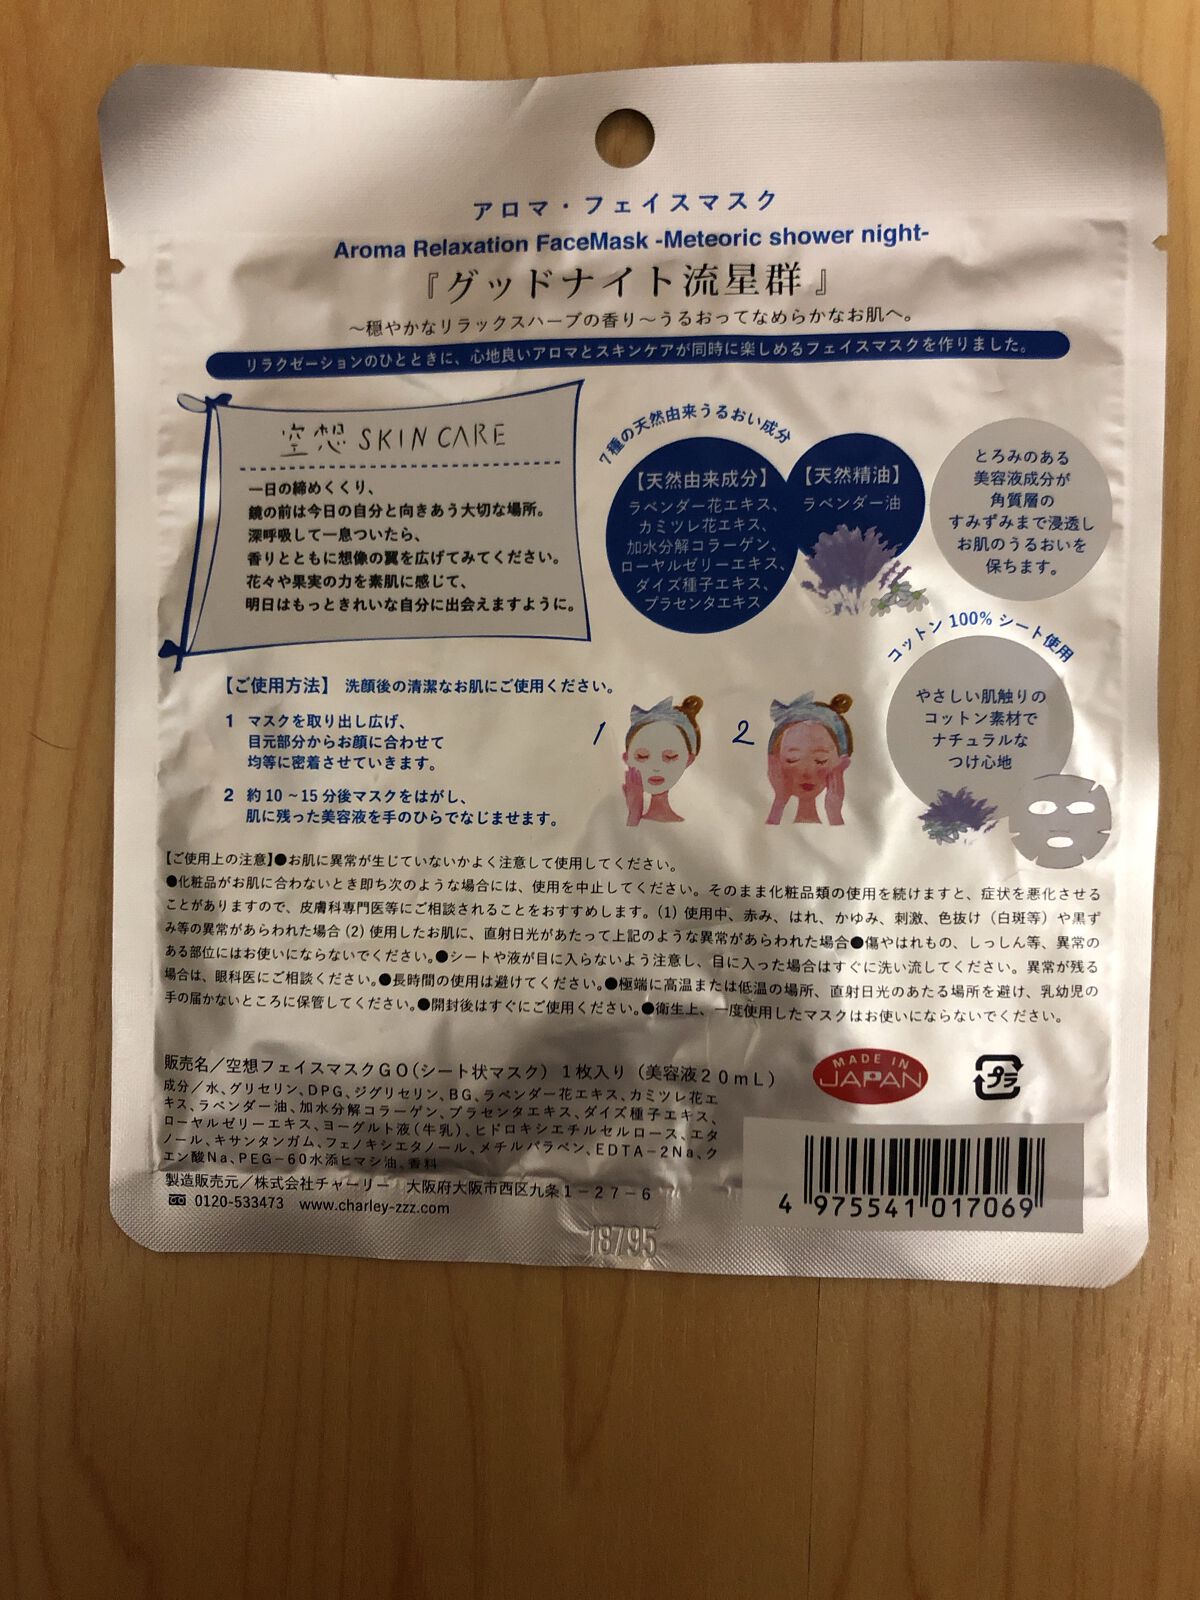 アロマ・フェイスマスク
Aroma Relaxation FaceMask -Meteoric shower night-
『グッドナイト流星群』
～穏やかなリラックスハーブの香り～うるおってなめらかなお肌へ。
リラクゼーションのひとときに、心地良いアロマとスキンケアが同時に楽しめるフェイスマスクを作りました。
空想 SKIN CARE
一日の締めくくり、
鏡の前は今日の自分と向きあう大切な場所。
深呼吸して一息ついたら、
香りとともに想像の翼を広げてみてください。
花々や果実の力を素肌に感じて、
明日はもっときれいな自分に出会えますように。
7種の天然由来うるおい成分
【天然由来成分】
ラベンダー花エキス、
カミツレ花エキス、
加水分解コラーゲン、
ローヤルゼリーエキス、
ダイズ種子エキス、
プラセンタエキス
【天然精油】
ラベンダー油
とろみのある
美容液成分が
角質層の
すみずみまで浸透し
お肌のうるおいを
保ちます。
コットン100%シート使用
やさしい肌触りの
コットン素材で
ナチュラルな
つけ心地
【ご使用方法】 洗顔後の清潔なお肌にご使用ください。
1 マスクを取り出し広げ、
目元部分からお顔に合わせて
均等に密着させていきます。
2 約10～15分後マスクをはがし、
肌に残った美容液を手のひらでなじませます。
1
2
【ご使用上の注意】●お肌に異常が生じていないかよく注意して使用してください。
●化粧品がお肌に合わないとき即ち次のような場合には、使用を中止してください。そのまま化粧品類の使用を続けますと、症状を悪化させる
ことがありますので、皮膚科専門医等にご相談されることをおすすめします。(1) 使用中、赤み、はれ、かゆみ、刺激、色抜け（白斑等）や黒ず
み等の異常があらわれた場合 (2) 使用したお肌に、直射日光があたって上記のような異常があらわれた場合●傷やはれもの、しっしん等、異常の
ある部位にはお使いにならないでください。●シートや液が目に入らないよう注意し、目に入った場合はすぐに洗い流してください。異常が残る
場合は、眼科医にご相談ください。●長時間の使用は避けてください。●極端に高温または低温の場所、直射日光のあたる場所を避け、乳幼児の
手の届かないところに保管してください。●開封後はすぐにご使用ください。●衛生上、一度使用したマスクはお使いにならないでください。
販売名／空想フェイスマスクＧＯ（シート状マスク） １枚入り（美容液２０ｍＬ）
成分／水、グリセリン、DPG、ジグリセリン、BG、ラベンダー花エキス、カミツレ花エ
キス、ラベンダー油、加水分解コラーゲン、プラセンタエキス、ダイズ種子エキス、
ローヤルゼリーエキス、ヨーグルト液（牛乳）、ヒドロキシエチルセルロース、エタ
ノール、キサンタンガム、フェノキシエタノール、メチルパラベン、EDTA－2Na、ク
エン酸Na、PEG－60水添ヒマシ油、香料
製造販売元／株式会社チャーリー 大阪府大阪市西区九条１－２７－６
0120-533473 www.charley-zzz.com
MADE IN
JAPAN
プラ
4 975541 017069
18795